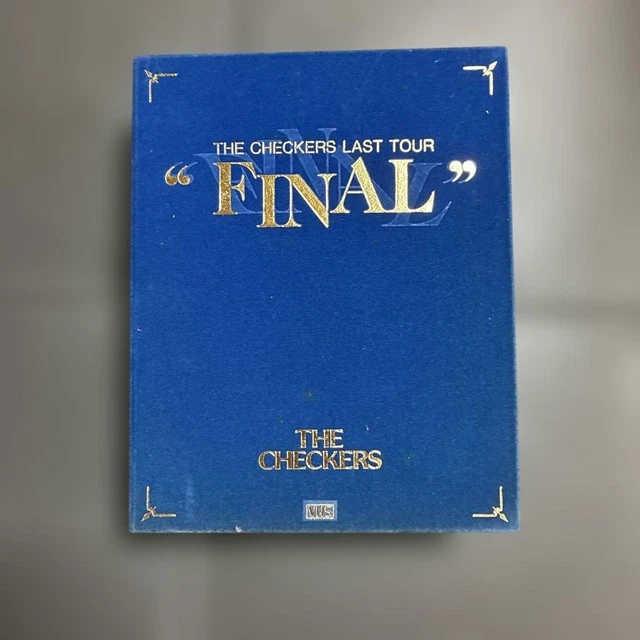 THE CHECKERS LAST TOUR
“FINAL”
THE
CHECKERS
VHS